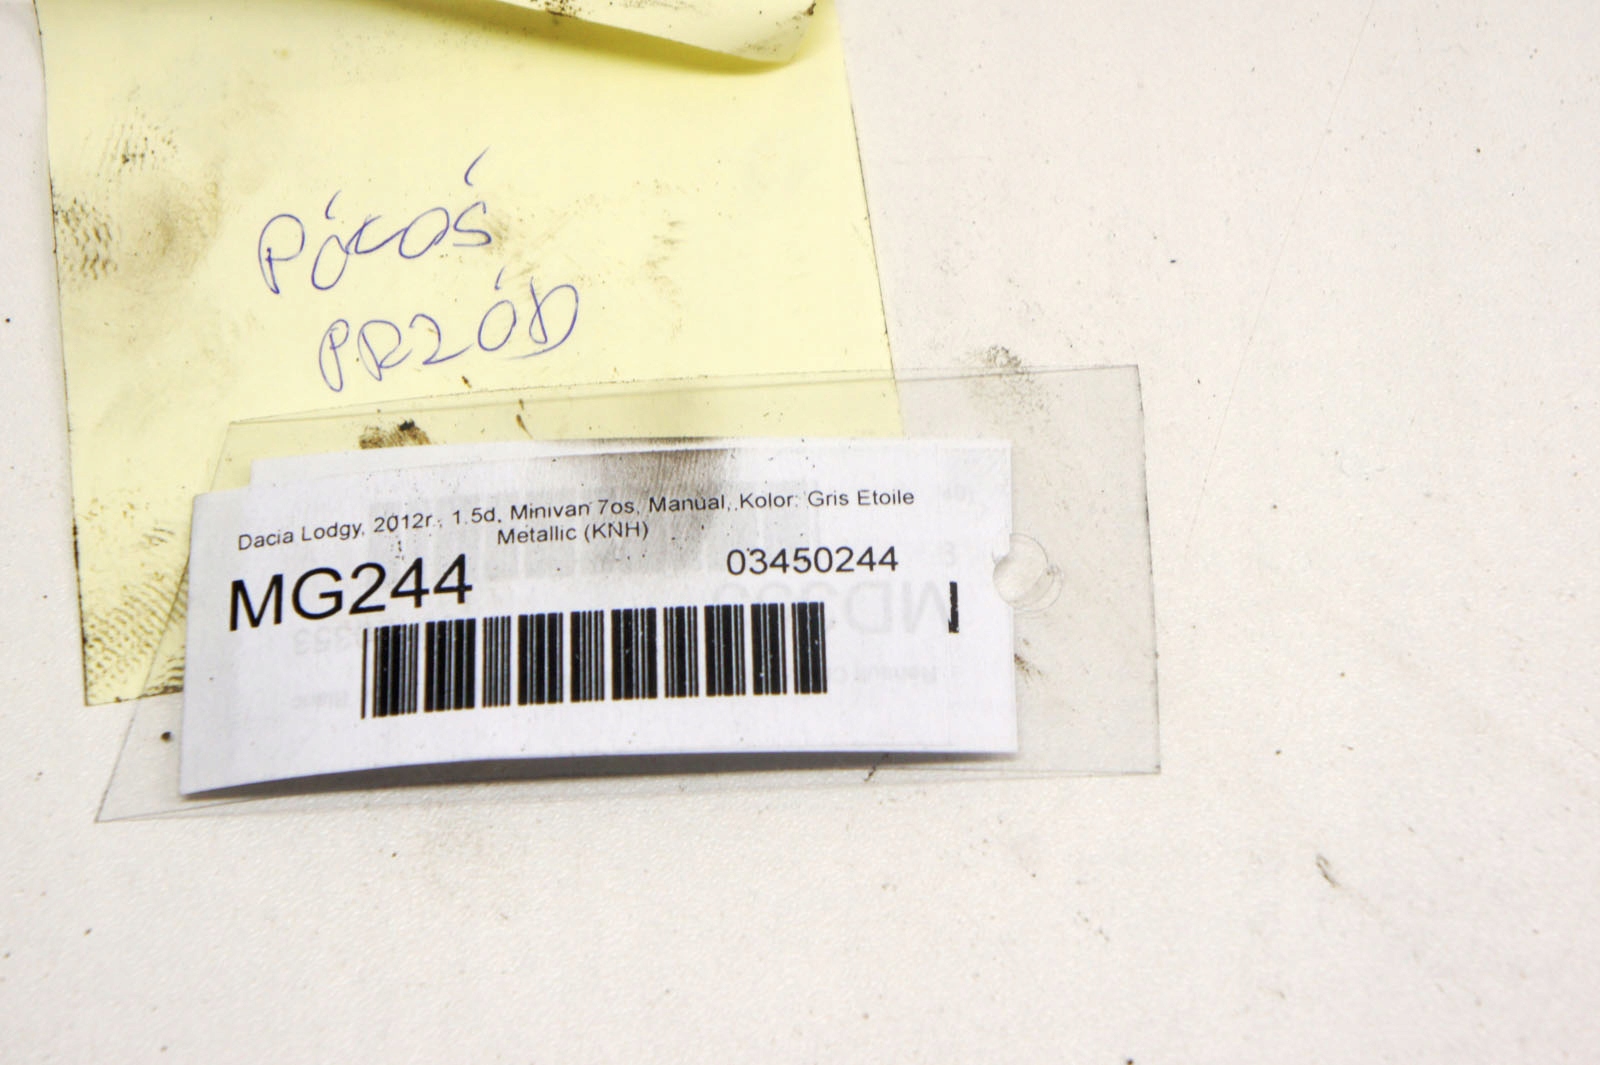 PÓŁOŚ
PRZÓD
Dacia Lodgy, 2012r., 1.5d, Minivan 7os, Manual, Kolor: Gris Etoile
Metallic (KNH)
MG244
03450244